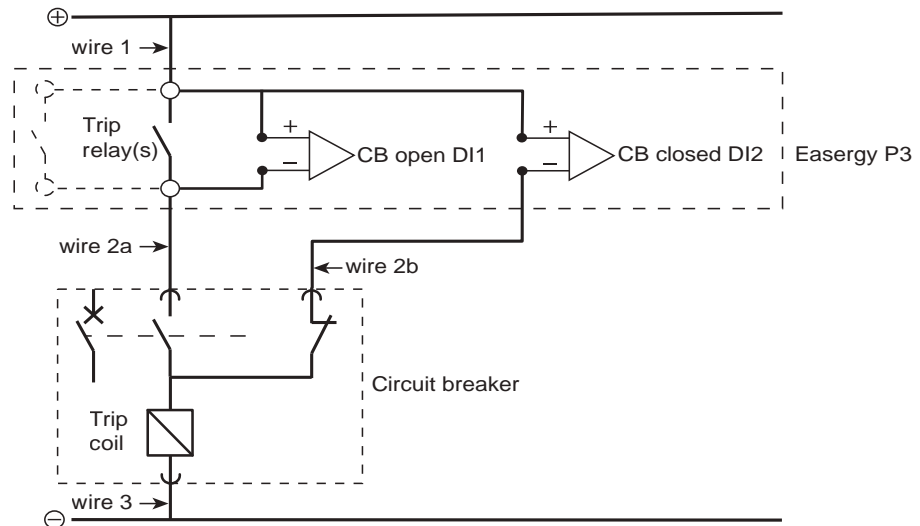 +
wire 1
Trip
relay(s)
+
−
CB open DI1
+
−
CB closed DI2
Easergy P3
wire 2a
wire 2b
Circuit breaker
Trip
coil
wire 3
−